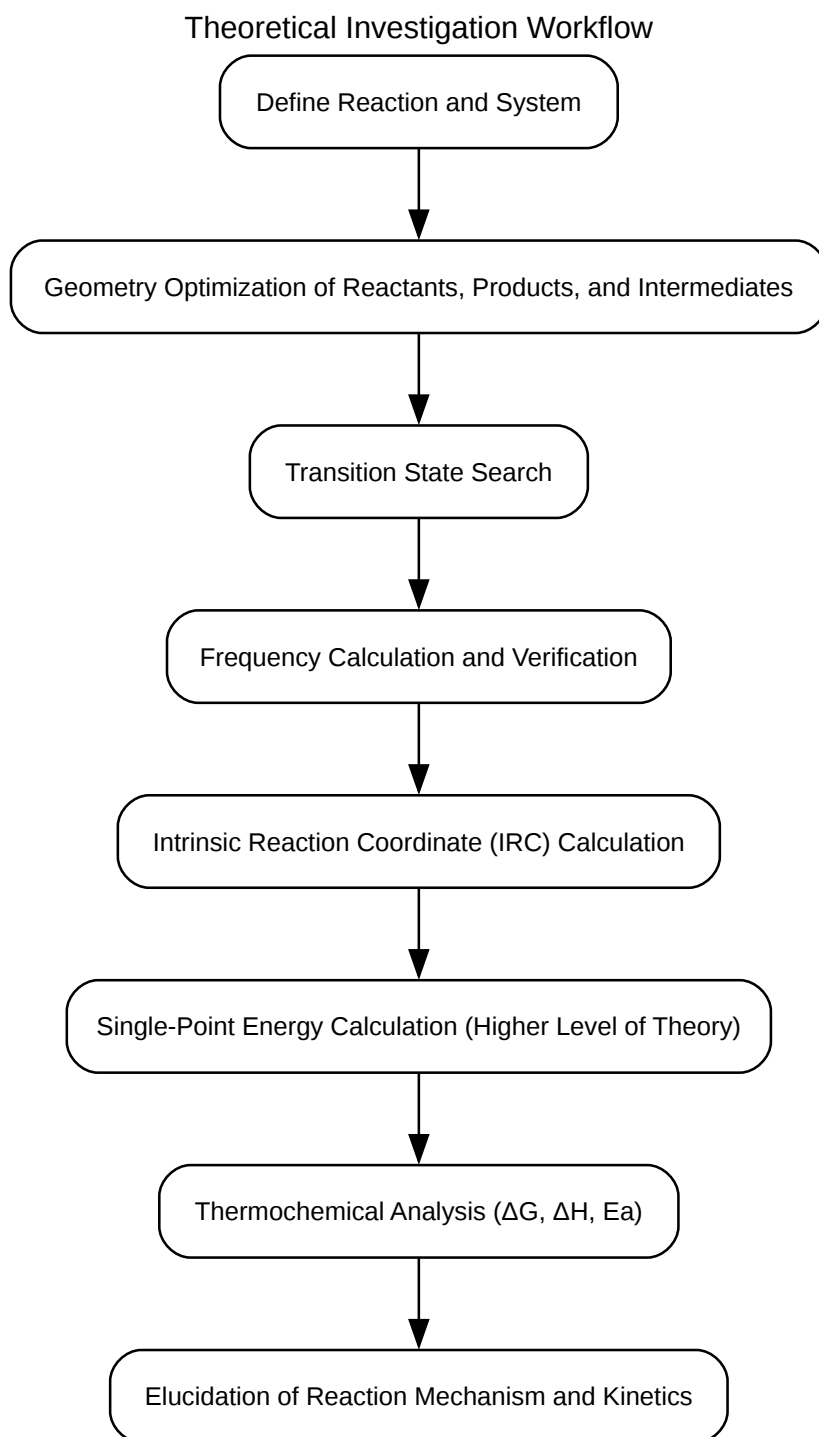 Theoretical Investigation Workflow
Define Reaction and System
Geometry Optimization of Reactants, Products, and Intermediates
Transition State Search
Frequency Calculation and Verification
Intrinsic Reaction Coordinate (IRC) Calculation
Single-Point Energy Calculation (Higher Level of Theory)
Thermochemical Analysis (ΔG, ΔH, Ea)
Elucidation of Reaction Mechanism and Kinetics